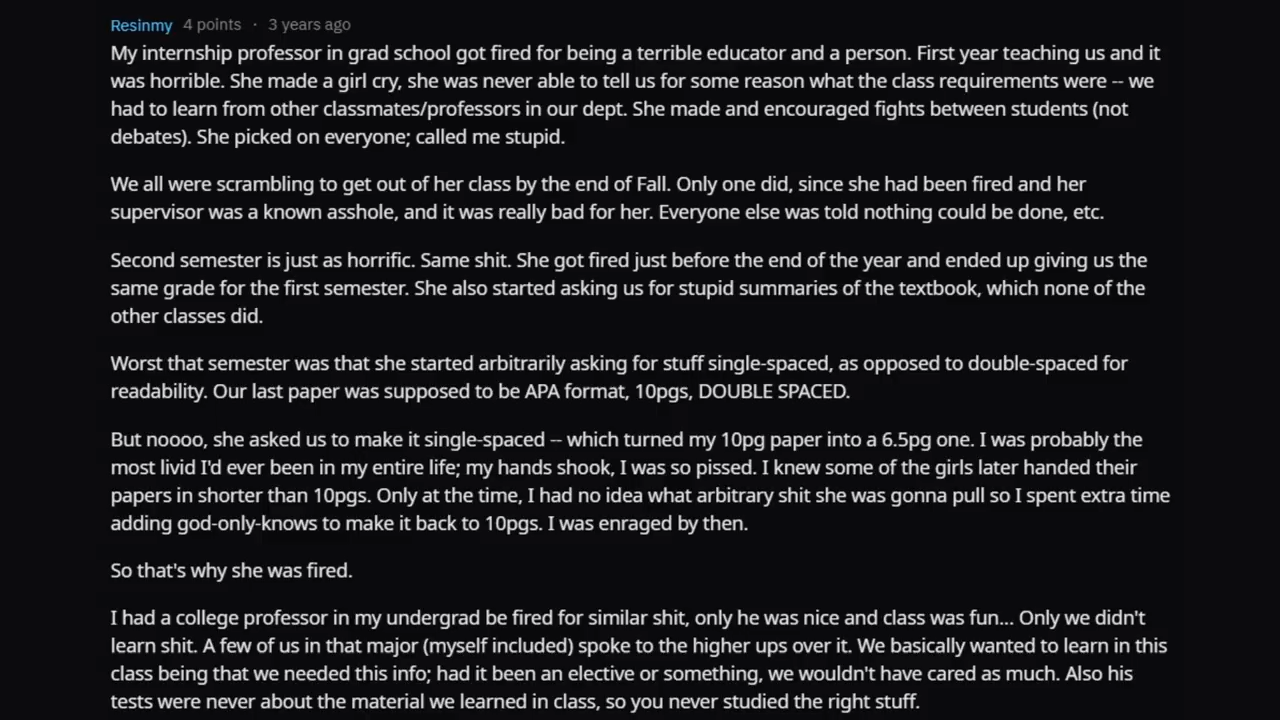 Resinmy 4 points · 3 years ago
My internship professor in grad school got fired for being a terrible educator and a person. First year teaching us and it
was horrible. She made a girl cry, she was never able to tell us for some reason what the class requirements were -- we
had to learn from other classmates/professors in our dept. She made and encouraged fights between students (not
debates). She picked on everyone; called me stupid.
We all were scrambling to get out of her class by the end of Fall. Only one did, since she had been fired and her
supervisor was a known asshole, and it was really bad for her. Everyone else was told nothing could be done, etc.
Second semester is just as horrific. Same shit. She got fired just before the end of the year and ended up giving us the
same grade for the first semester. She also started asking us for stupid summaries of the textbook, which none of the
other classes did.
Worst that semester was that she started arbitrarily asking for stuff single-spaced, as opposed to double-spaced for
readability. Our last paper was supposed to be APA format, 10pgs, DOUBLE SPACED.
But noooo, she asked us to make it single-spaced -- which turned my 10pg paper into a 6.5pg one. I was probably the
most livid I'd ever been in my entire life; my hands shook, I was so pissed. I knew some of the girls later handed their
papers in shorter than 10pgs. Only at the time, I had no idea what arbitrary shit she was gonna pull so I spent extra time
adding god-only-knows to make it back to 10pgs. I was enraged by then.
So that's why she was fired.
I had a college professor in my undergrad be fired for similar shit, only he was nice and class was fun... Only we didn't
learn shit. A few of us in that major (myself included) spoke to the higher ups over it. We basically wanted to learn in this
class being that we needed this info; had it been an elective or something, we wouldn't have cared as much. Also his
tests were never about the material we learned in class, so you never studied the right stuff.